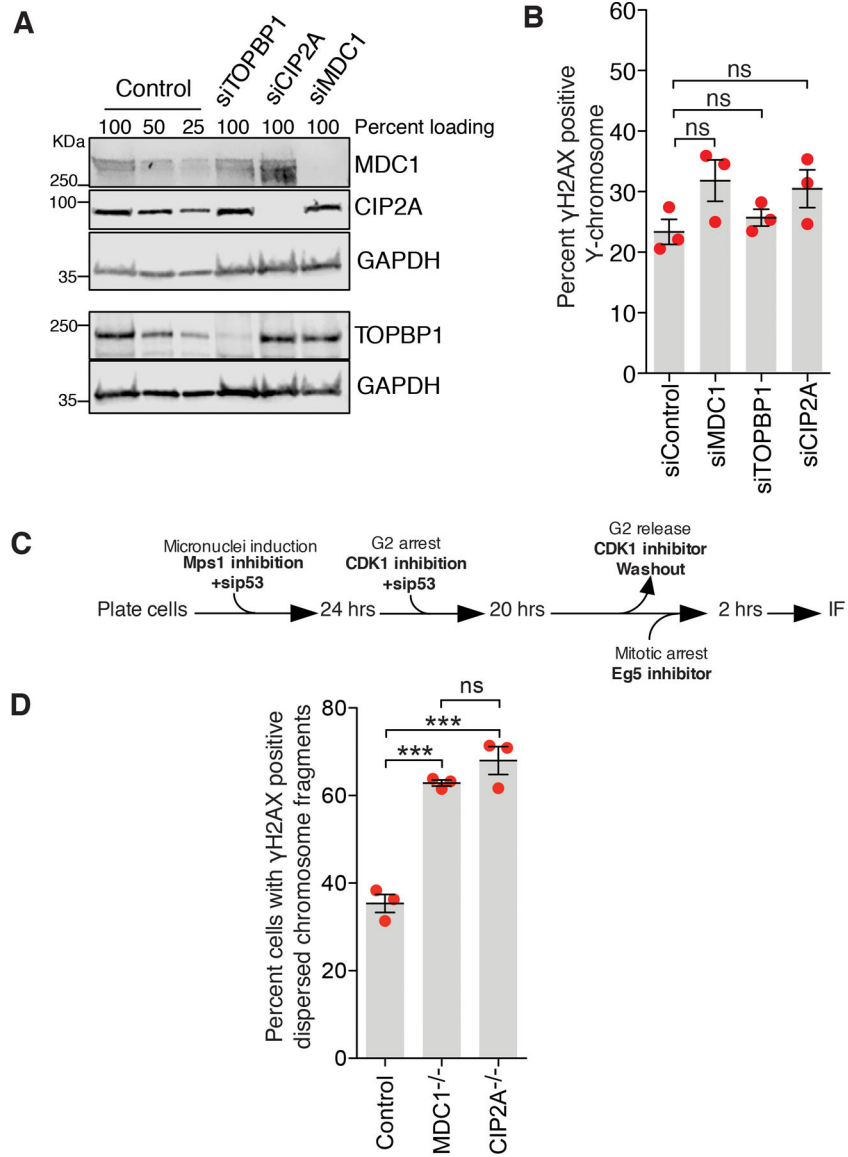 A
Control
siTOPBP1
siCIP2A
siMDC1
100 50 25 100 100 100 Percent loading
KDa
MDC1
250
100
CIP2A
GAPDH
35
250
TOPBP1
GAPDH
35
B
Percent γH2AX positive
Y-chromosome
60
50
40
30
20
10
0
ns
ns
ns
siControl
siMDC1
siTOPBP1
siCIP2A
C
Micronuclei induction
Mps1 inhibition
+sip53
G2 arrest
CDK1 inhibition
+sip53
G2 release
CDK1 inhibitor
Washout
Plate cells 24 hrs 20 hrs 2 hrs IF
Mitotic arrest
Eg5 inhibitor
D
Percent cells with γH2AX positive
dispersed chromosome fragments
80
60
40
20
0
ns
***
***
Control
MDC1-/-
CIP2A-/-